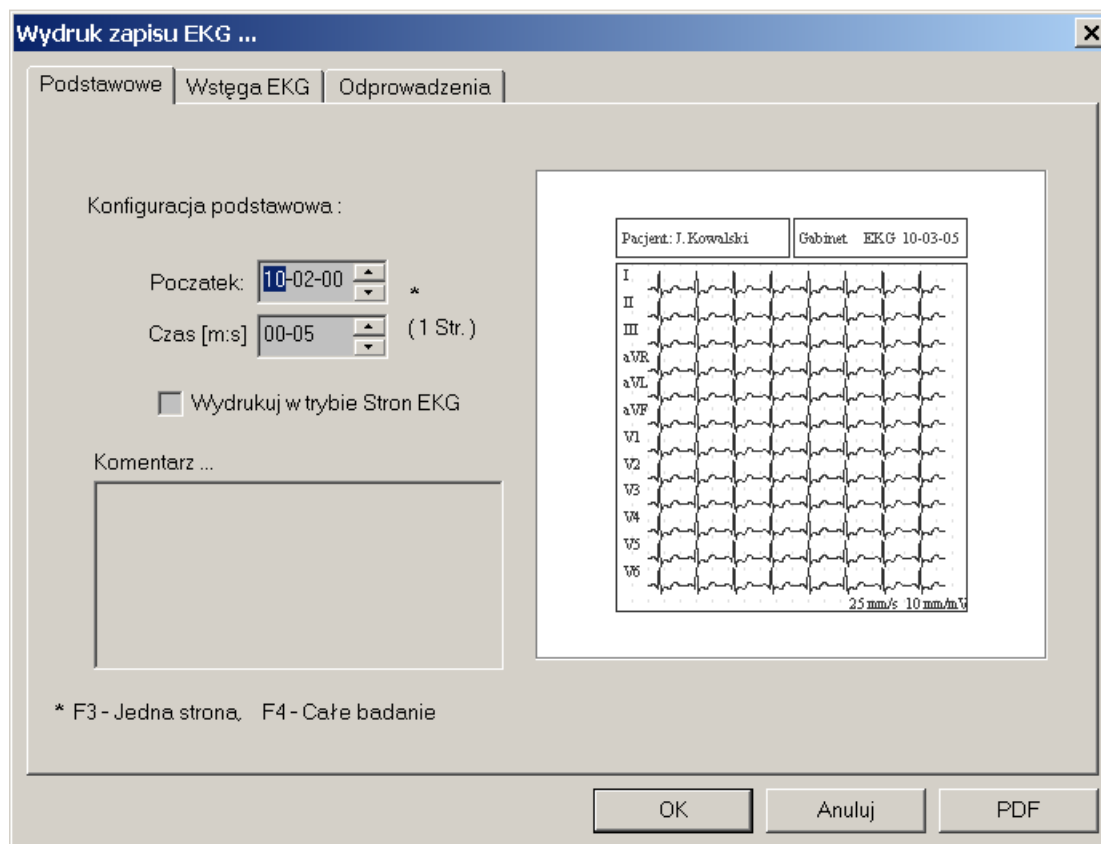 Wydruk zapisu EKG ...
Podstawowe
Wstęga EKG
Odprowadzenia
Konfiguracja podstawowa :
Poczatek: 10-02-00
*
Czas [m:s] 00-05 ( 1 Str. )
Wydrukuj w trybie Stron EKG
Komentarz ...
* F3 - Jedna strona, F4 - Całe badanie
Pacjent: J. Kowalski
Gabinet EKG 10-03-05
I
II
III
aVR
aVL
aVF
V1
V2
V3
V4
V5
V6
25 mm/s 10 mm/mV
OK
Anuluj
PDF